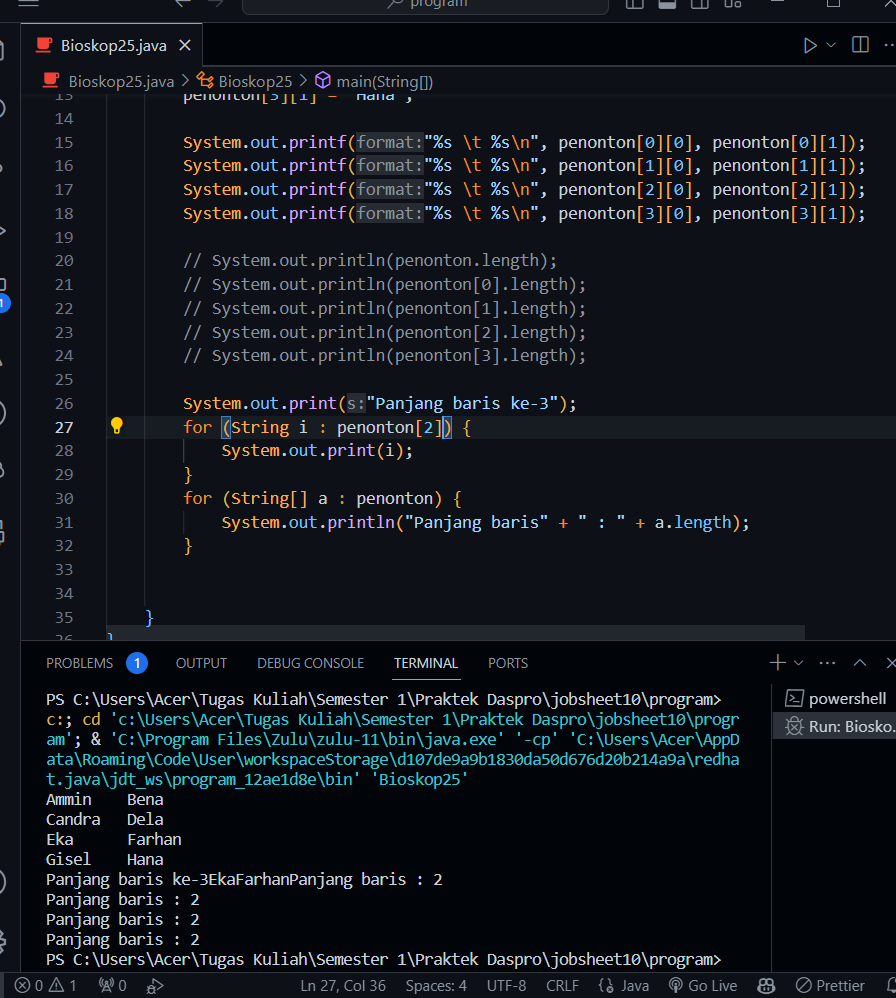 program
Bioskop25.java
Bioskop25.java > Bioskop25 > main(String[])
13 penonton[3][1] = "Hana";
14
15 System.out.printf(format:"%s \t %s\n", penonton[0][0], penonton[0][1]);
16 System.out.printf(format:"%s \t %s\n", penonton[1][0], penonton[1][1]);
17 System.out.printf(format:"%s \t %s\n", penonton[2][0], penonton[2][1]);
18 System.out.printf(format:"%s \t %s\n", penonton[3][0], penonton[3][1]);
19
20 // System.out.println(penonton.length);
21 // System.out.println(penonton[0].length);
22 // System.out.println(penonton[1].length);
23 // System.out.println(penonton[2].length);
24 // System.out.println(penonton[3].length);
25
26 System.out.print(s:"Panjang baris ke-3");
27 for (String i : penonton[2]) {
28 System.out.print(i);
29 }
30 for (String[] a : penonton) {
31 System.out.println("Panjang baris" + " : " + a.length);
32 }
33
34
35 }
36 }
1
PROBLEMS 1 OUTPUT DEBUG CONSOLE TERMINAL PORTS
PS C:\Users\Acer\Tugas Kuliah\Semester 1\Praktek Daspro\jobsheet10\program>
c:; cd 'c:\Users\Acer\Tugas Kuliah\Semester 1\Praktek Daspro\jobsheet10\progr
am'; & 'C:\Program Files\Zulu\zulu-11\bin\java.exe' '-cp' 'C:\Users\Acer\AppD
ata\Roaming\Code\User\workspaceStorage\d107de9a9b1830da50d676d20b214a9a\redha
t.java\jdt_ws\program_12ae1d8e\bin' 'Bioskop25'
Ammin Bena
Candra Dela
Eka Farhan
Gisel Hana
Panjang baris ke-3EkaFarhanPanjang baris : 2
Panjang baris : 2
Panjang baris : 2
Panjang baris : 2
PS C:\Users\Acer\Tugas Kuliah\Semester 1\Praktek Daspro\jobsheet10\program>
powershell
Run: Biosko...
0 1 0 Ln 27, Col 36 Spaces: 4 UTF-8 CRLF Java Go Live Prettier